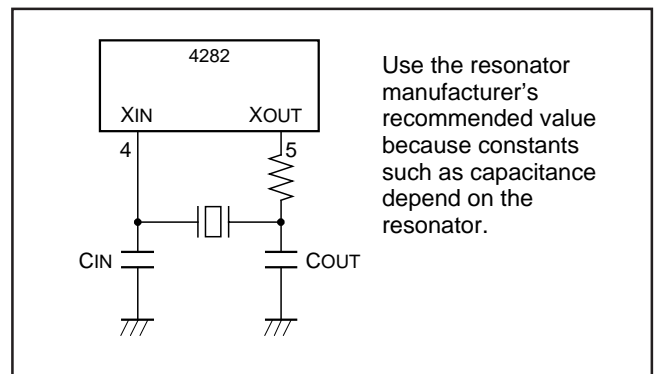 4282
XIN XOUT
4 5
CIN COUT
Use the resonator
manufacturer's
recommended value
because constants
such as capacitance
depend on the
resonator.